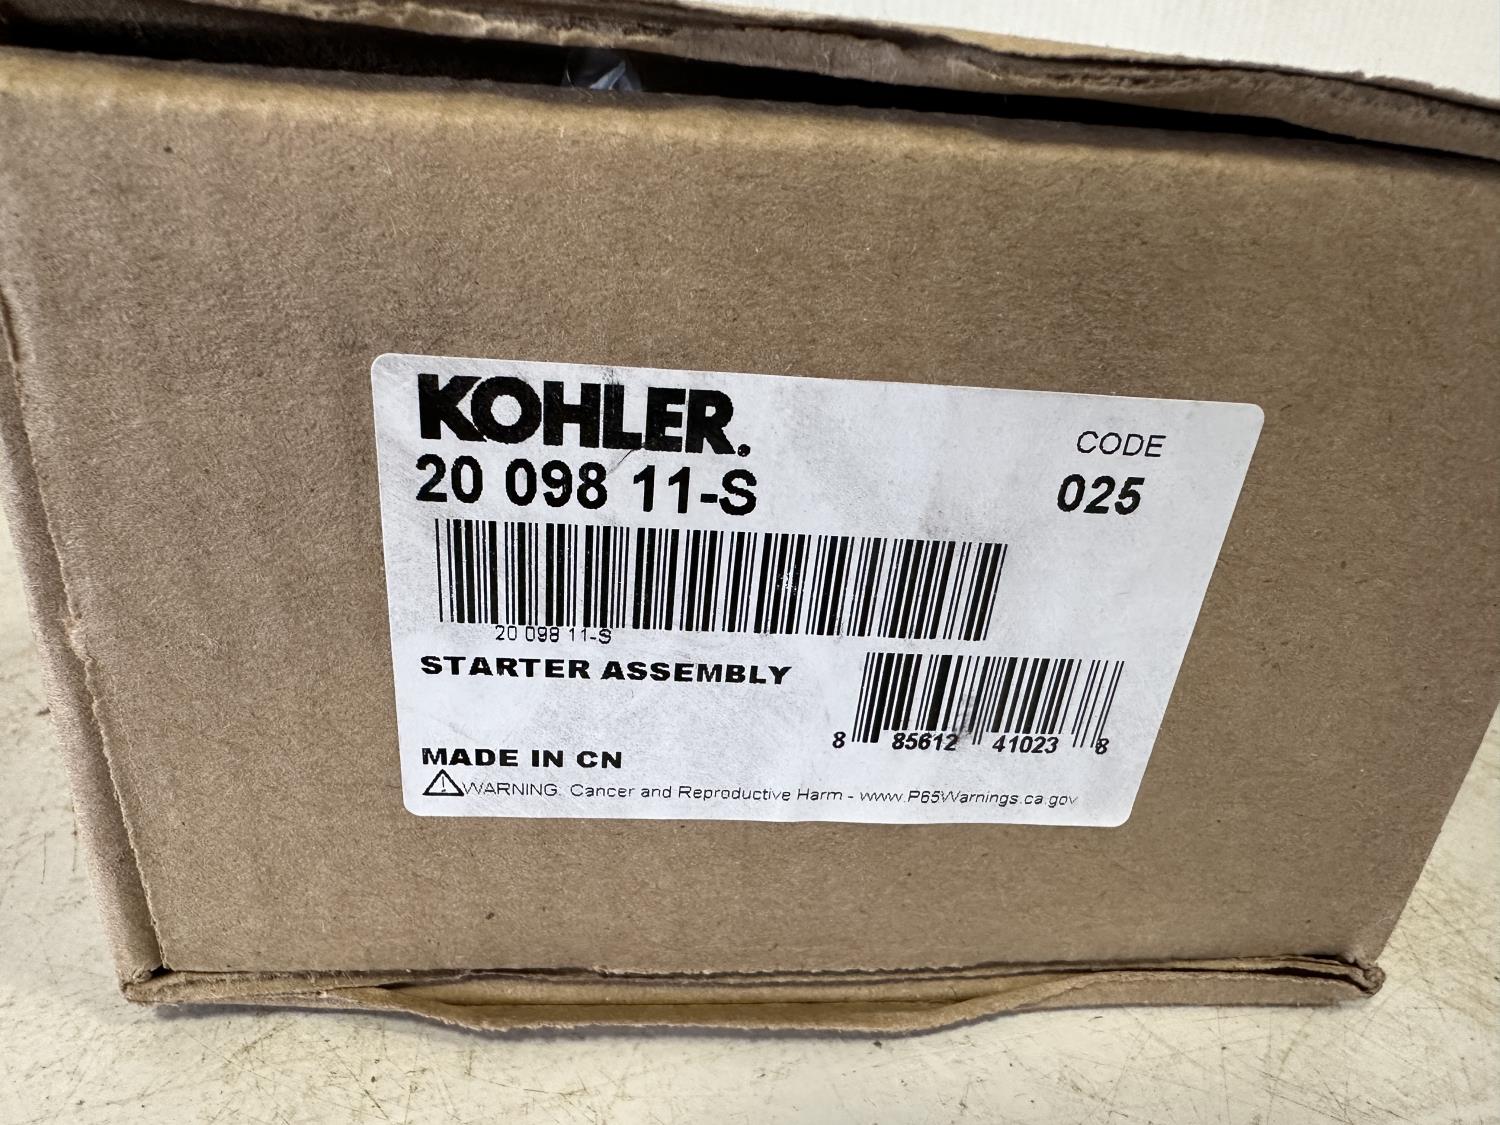 KOHLER.
CODE
20 098 11-S
025
20 098 11-S
STARTER ASSEMBLY
8 85612 41023 8
MADE IN CN
⚠WARNING: Cancer and Reproductive Harm - www.P65Warnings.ca.gov